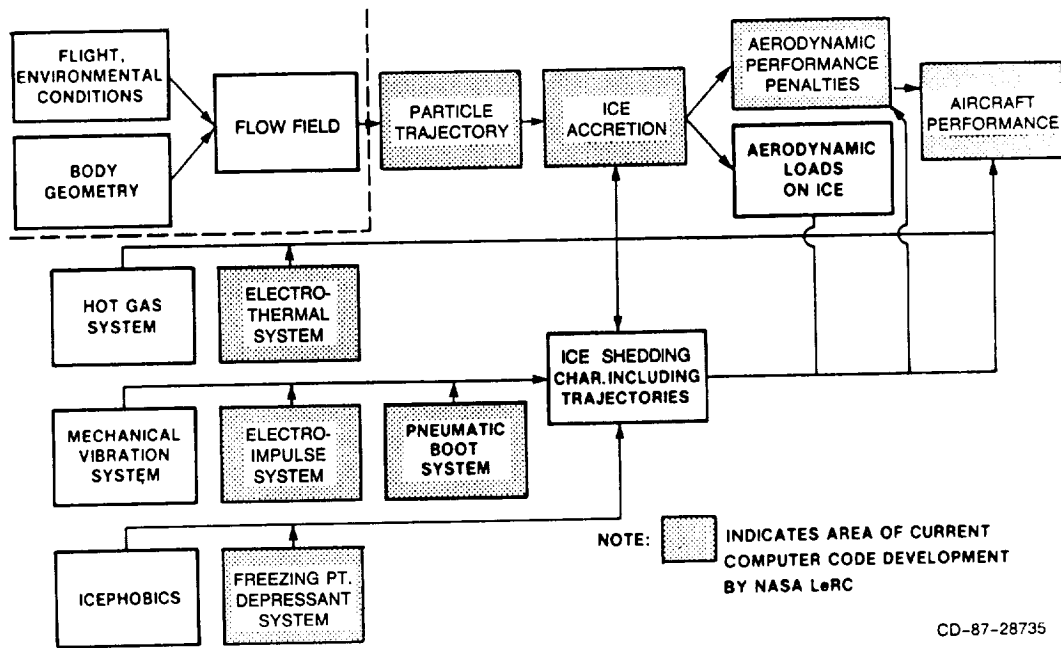 FLIGHT,
ENVIRONMENTAL
CONDITIONS
BODY
GEOMETRY
FLOW FIELD
PARTICLE
TRAJECTORY
ICE
ACCRETION
AERODYNAMIC
PERFORMANCE
PENALTIES
AERODYNAMIC
LOADS
ON ICE
AIRCRAFT
PERFORMANCE
HOT GAS
SYSTEM
ELECTRO-
THERMAL
SYSTEM
ICE SHEDDING
CHAR. INCLUDING
TRAJECTORIES
MECHANICAL
VIBRATION
SYSTEM
ELECTRO-
IMPULSE
SYSTEM
PNEUMATIC
BOOT
SYSTEM
ICEPHOBICS
FREEZING PT.
DEPRESSANT
SYSTEM
NOTE:
INDICATES AREA OF CURRENT
COMPUTER CODE DEVELOPMENT
BY NASA LeRC
CD-87-28735